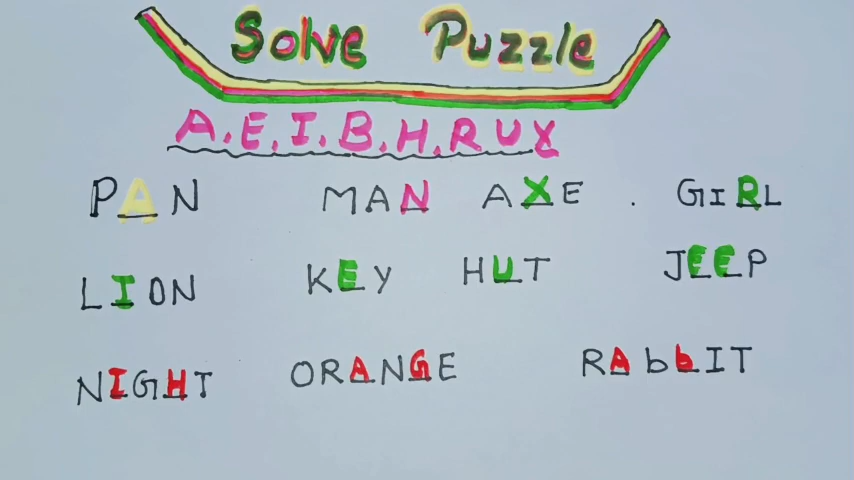 Solve Puzzle
A.E.I.B.H.R U X
PAN MAN AXE . GIRL
LION KEY HUT JEEP
NIGHT ORANGE RAbbIT